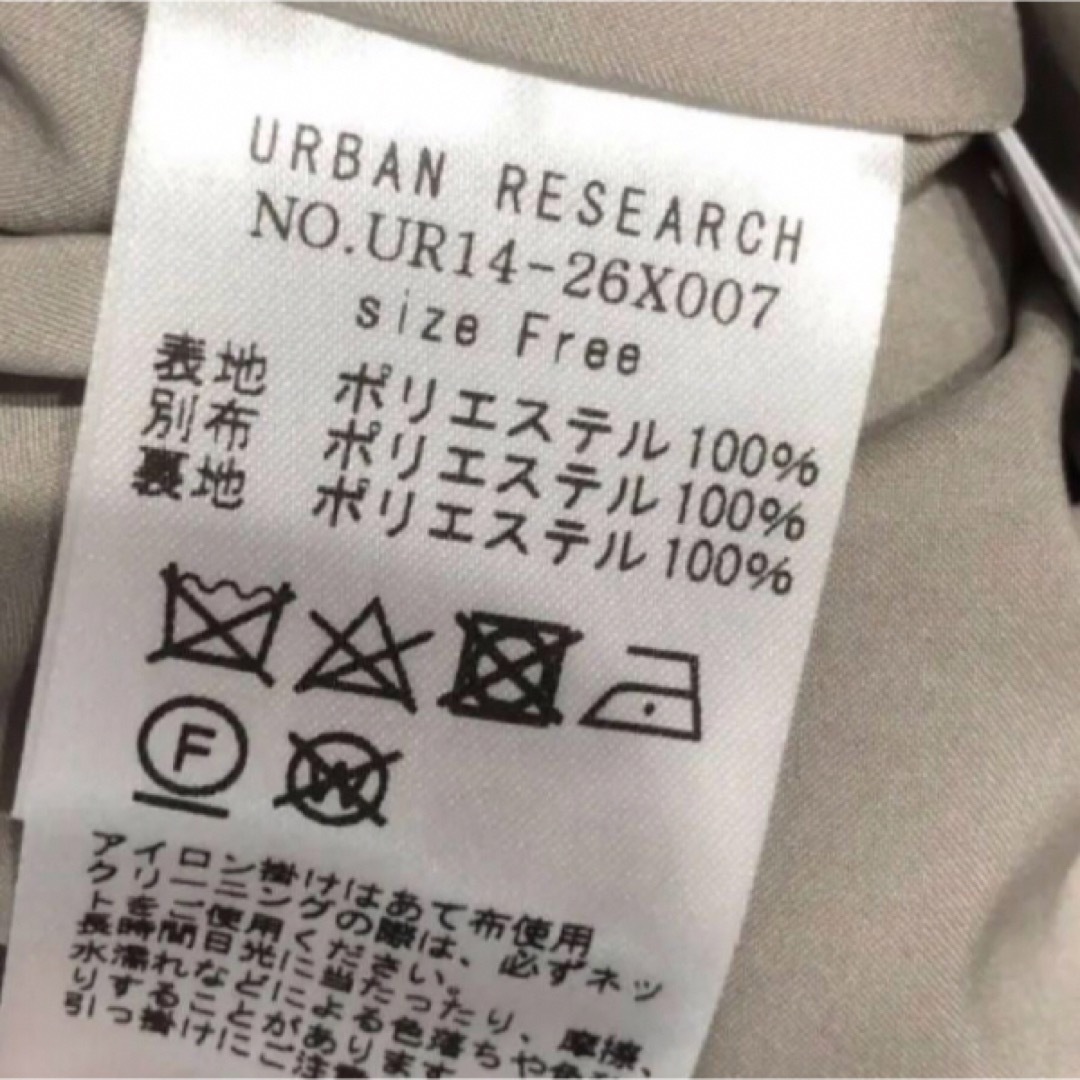 URBAN RESEARCH
NO.UR14-26X007
size Free
表地 ポリエステル100%
別布 ポリエステル100%
裏地 ポリエステル100%
F W
アイロン掛けはあて布使用
クリーニングの際は、必ずネッ
トをご使用ください。
長時間日光に当たったり、摩擦、
水濡れなどによる色落ちや色
りすることがあります
引っ掛けにご注意